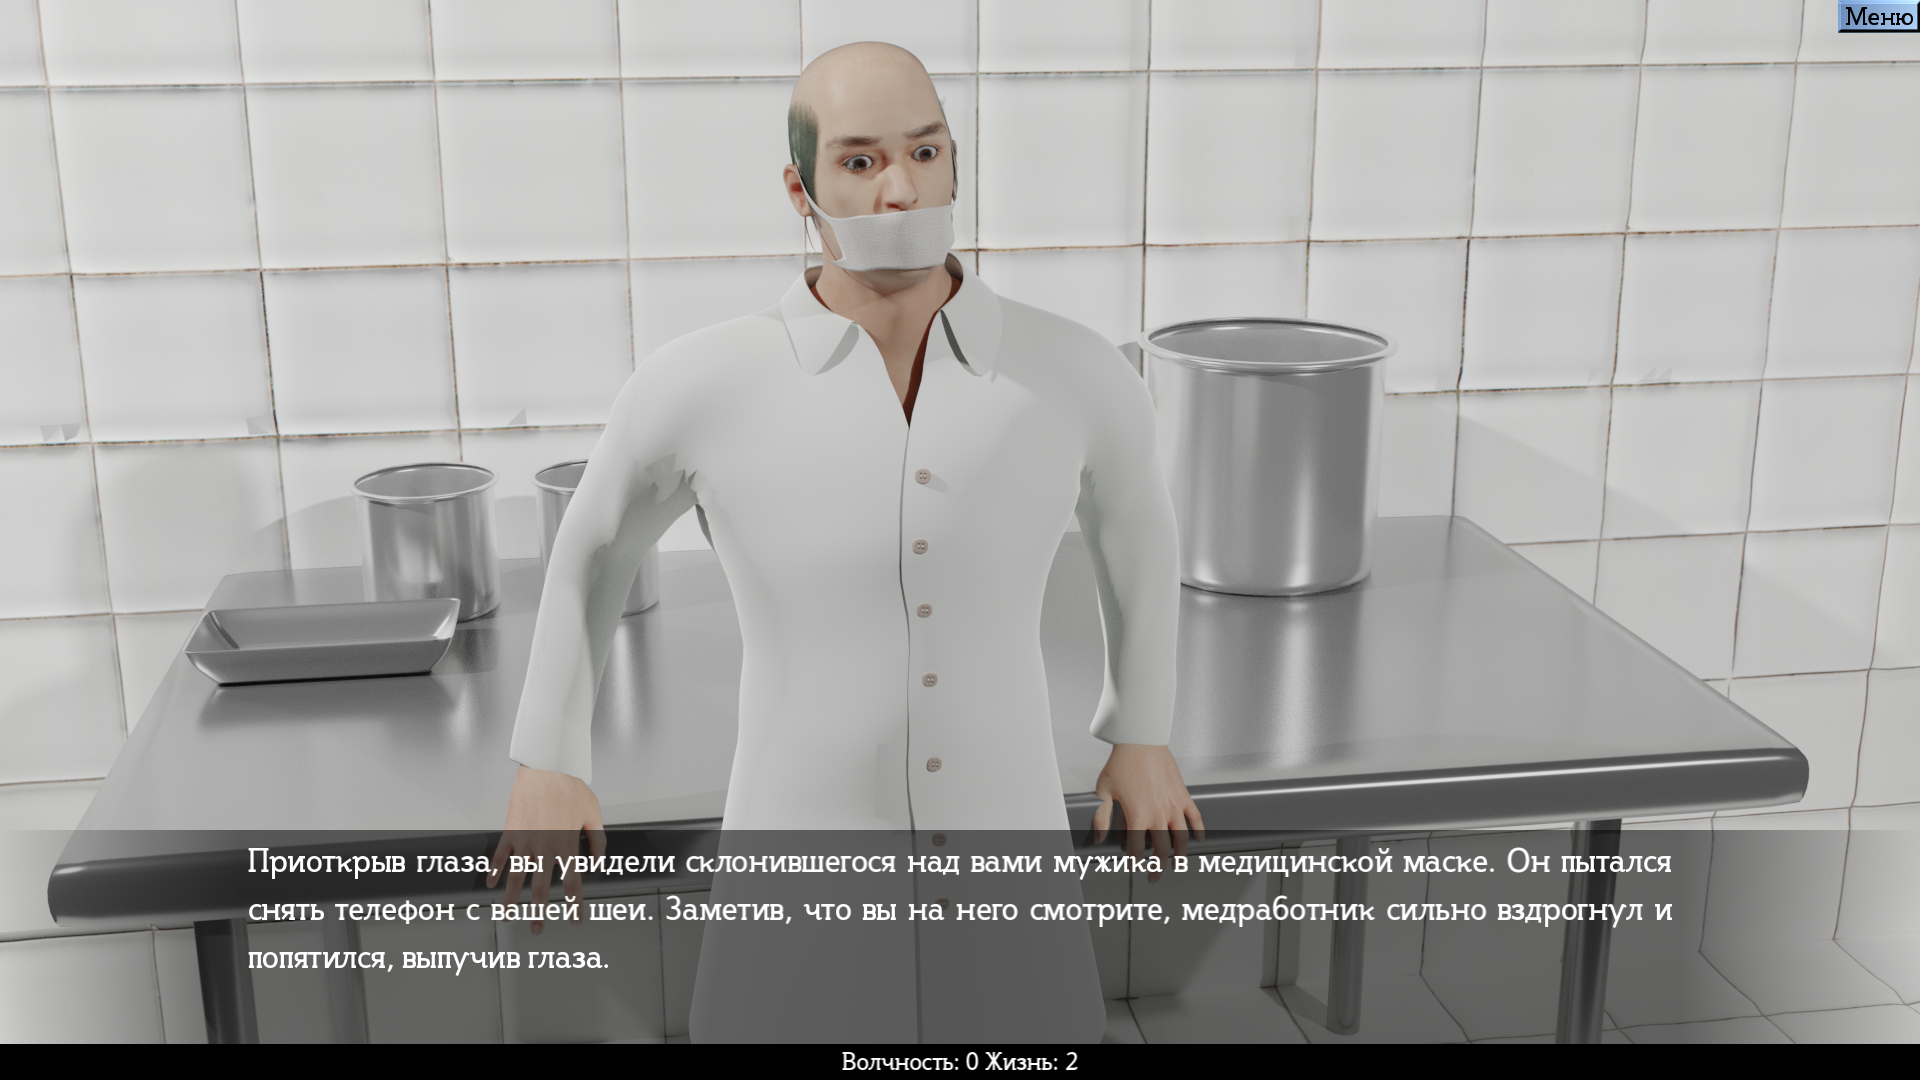 Меню
Приоткрыв глаза, вы увидели склонившегося над вами мужика в медицинской маске. Он пытался
снять телефон с вашей шеи. Заметив, что вы на него смотрите, медработник сильно вздрогнул и
попятился, выпучив глаза.
Волчность: 0 Жизнь: 2